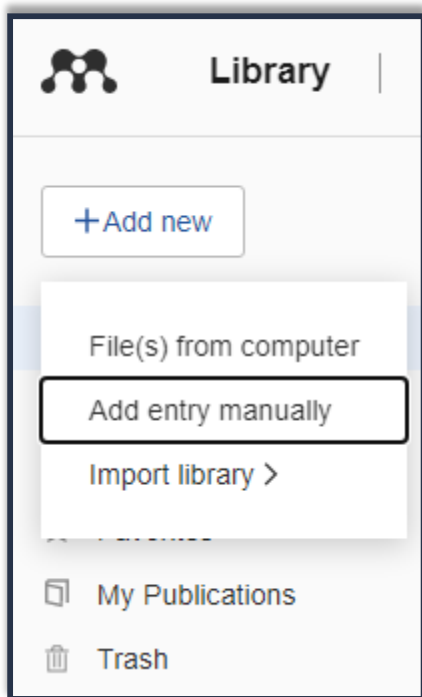 Library
+Add new
File(s) from computer
Add entry manually
Import library >
My Publications
Trash